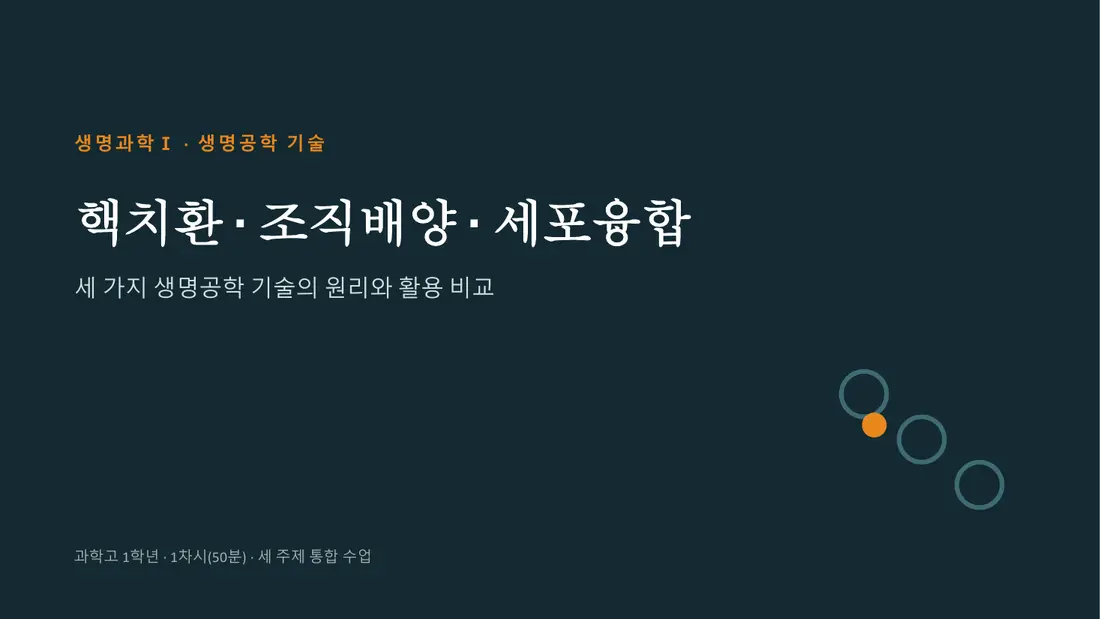 생명과학 I · 생명공학 기술
핵치환·조직배양·세포융합
세 가지 생명공학 기술의 원리와 활용 비교
과학고 1학년 · 1차시(50분) · 세 주제 통합 수업